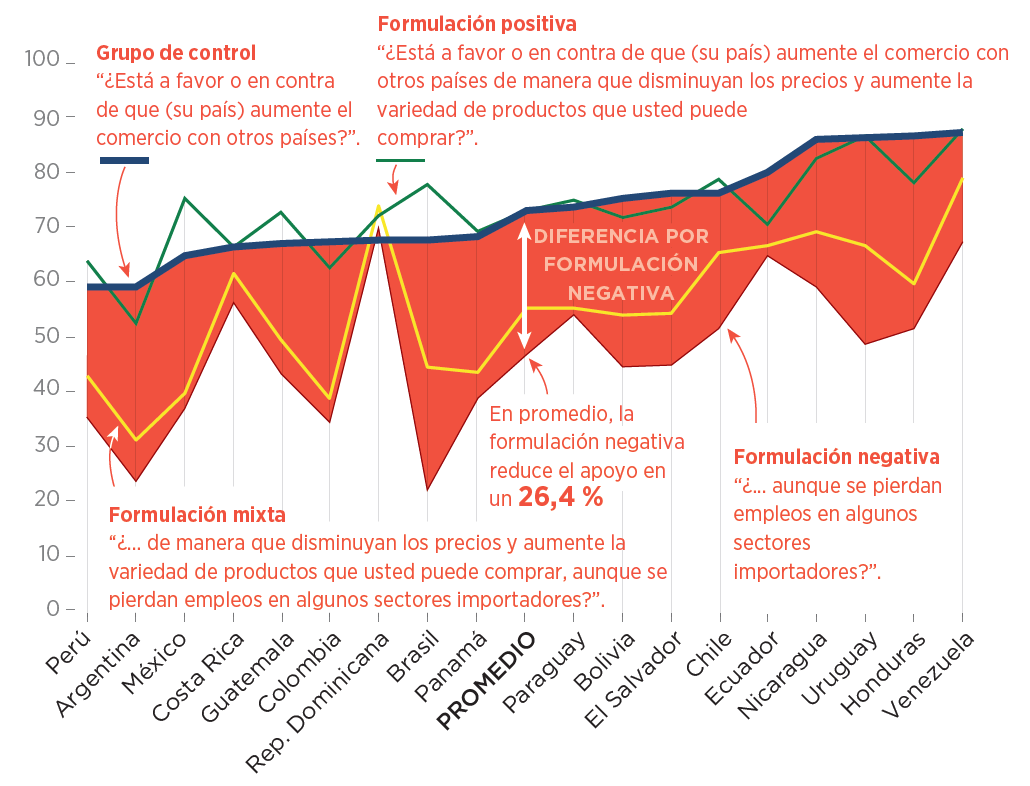 Formulación positiva
“¿Está a favor o en contra de que (su país) aumente el comercio con
otros países de manera que disminuyan los precios y aumente la
variedad de productos que usted puede
comprar?”.
Grupo de control
“¿Está a favor o en contra
de que (su país) aumente el
comercio con otros países?”.
100
90
80
70
60
50
40
30
20
10
0
DIFERENCIA POR
FORMULACIÓN
NEGATIVA
En promedio, la
formulación negativa
reduce el apoyo en
un 26,4 %
Formulación negativa
“¿... aunque se pierdan
empleos en algunos
sectores
importadores?”.
Formulación mixta
“¿... de manera que disminuyan los precios y aumente la
variedad de productos que usted puede comprar, aunque se
pierdan empleos en algunos sectores importadores?”.
Perú
Argentina
México
Costa Rica
Guatemala
Colombia
Rep. Dominicana
Brasil
Panamá
PROMEDIO
Paraguay
Bolivia
El Salvador
Chile
Ecuador
Nicaragua
Uruguay
Honduras
Venezuela